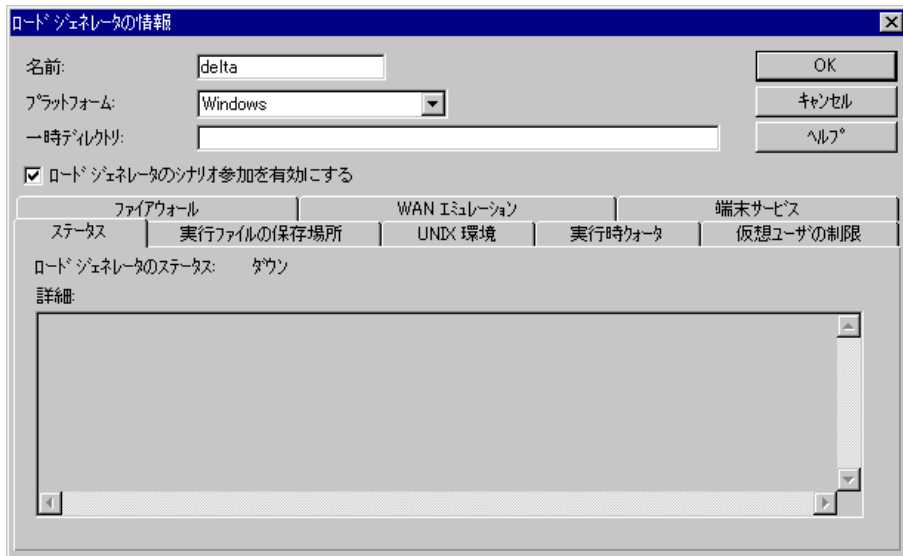 ロード ジェネレータの情報
名前: delta OK
プラットフォーム: Windows キャンセル
一時ディレクトリ: ヘルプ
ロード ジェネレータのシナリオ参加を有効にする
ファイアウォール WAN エミュレーション 端末サービス
ステータス 実行ファイルの保存場所 UNIX 環境 実行時クォータ 仮想ユーザの制限
ロード ジェネレータのステータス: ダウン
詳細: